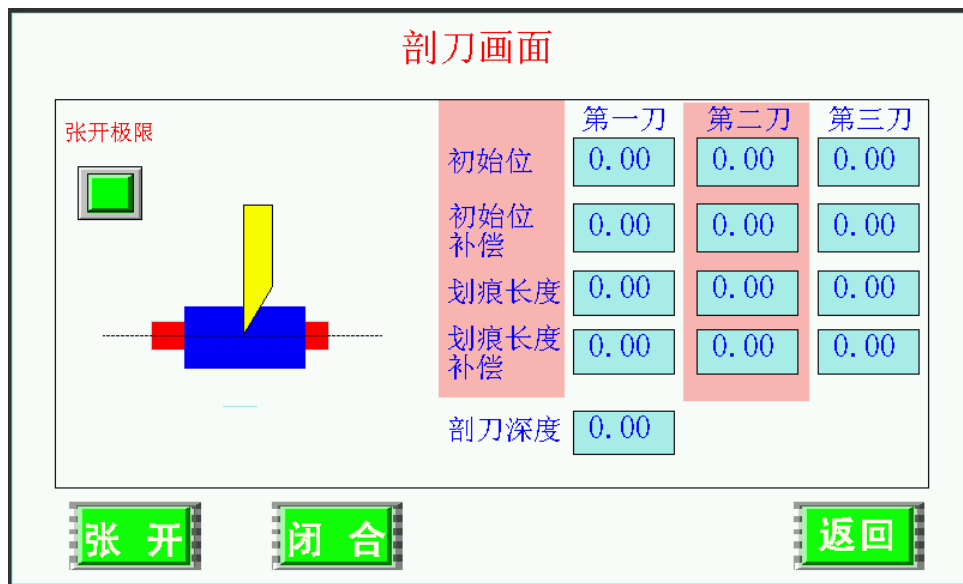 剖刀画面
张开极限
第一刀 第二刀 第三刀
初始位 0.00 0.00 0.00
初始位
补偿 0.00 0.00 0.00
划痕长度 0.00 0.00 0.00
划痕长度
补偿 0.00 0.00 0.00
剖刀深度 0.00
张 开 闭 合 返回